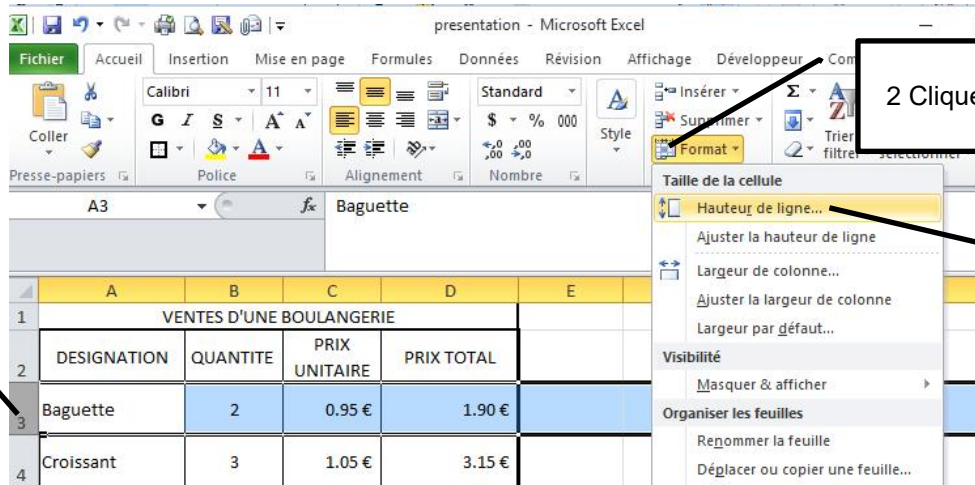 presentation - Microsoft Excel
Fichier Accueil Insertion Mise en page Formules Données Révision Affichage Développeur Com
2 Clique
Calibri 11 Standard Insérer Σ
Coller G I S A A $ % 000 Style Supprimer Trier
A ,00 ,00 Format filtrer sélectionner
Presse-papiers Police Alignement Nombre
A3 fx Baguette
Taille de la cellule
Hauteur de ligne...
Ajuster la hauteur de ligne
Largeur de colonne...
Ajuster la largeur de colonne
Largeur par défaut...
Visibilité
Masquer & afficher
Organiser les feuilles
Renommer la feuille
Déplacer ou copier une feuille...
A B C D E
1 VENTES D'UNE BOULANGERIE
2 DESIGNATION QUANTITE PRIX UNITAIRE PRIX TOTAL
3 Baguette 2 0.95 € 1.90 €
4 Croissant 3 1.05 € 3.15 €